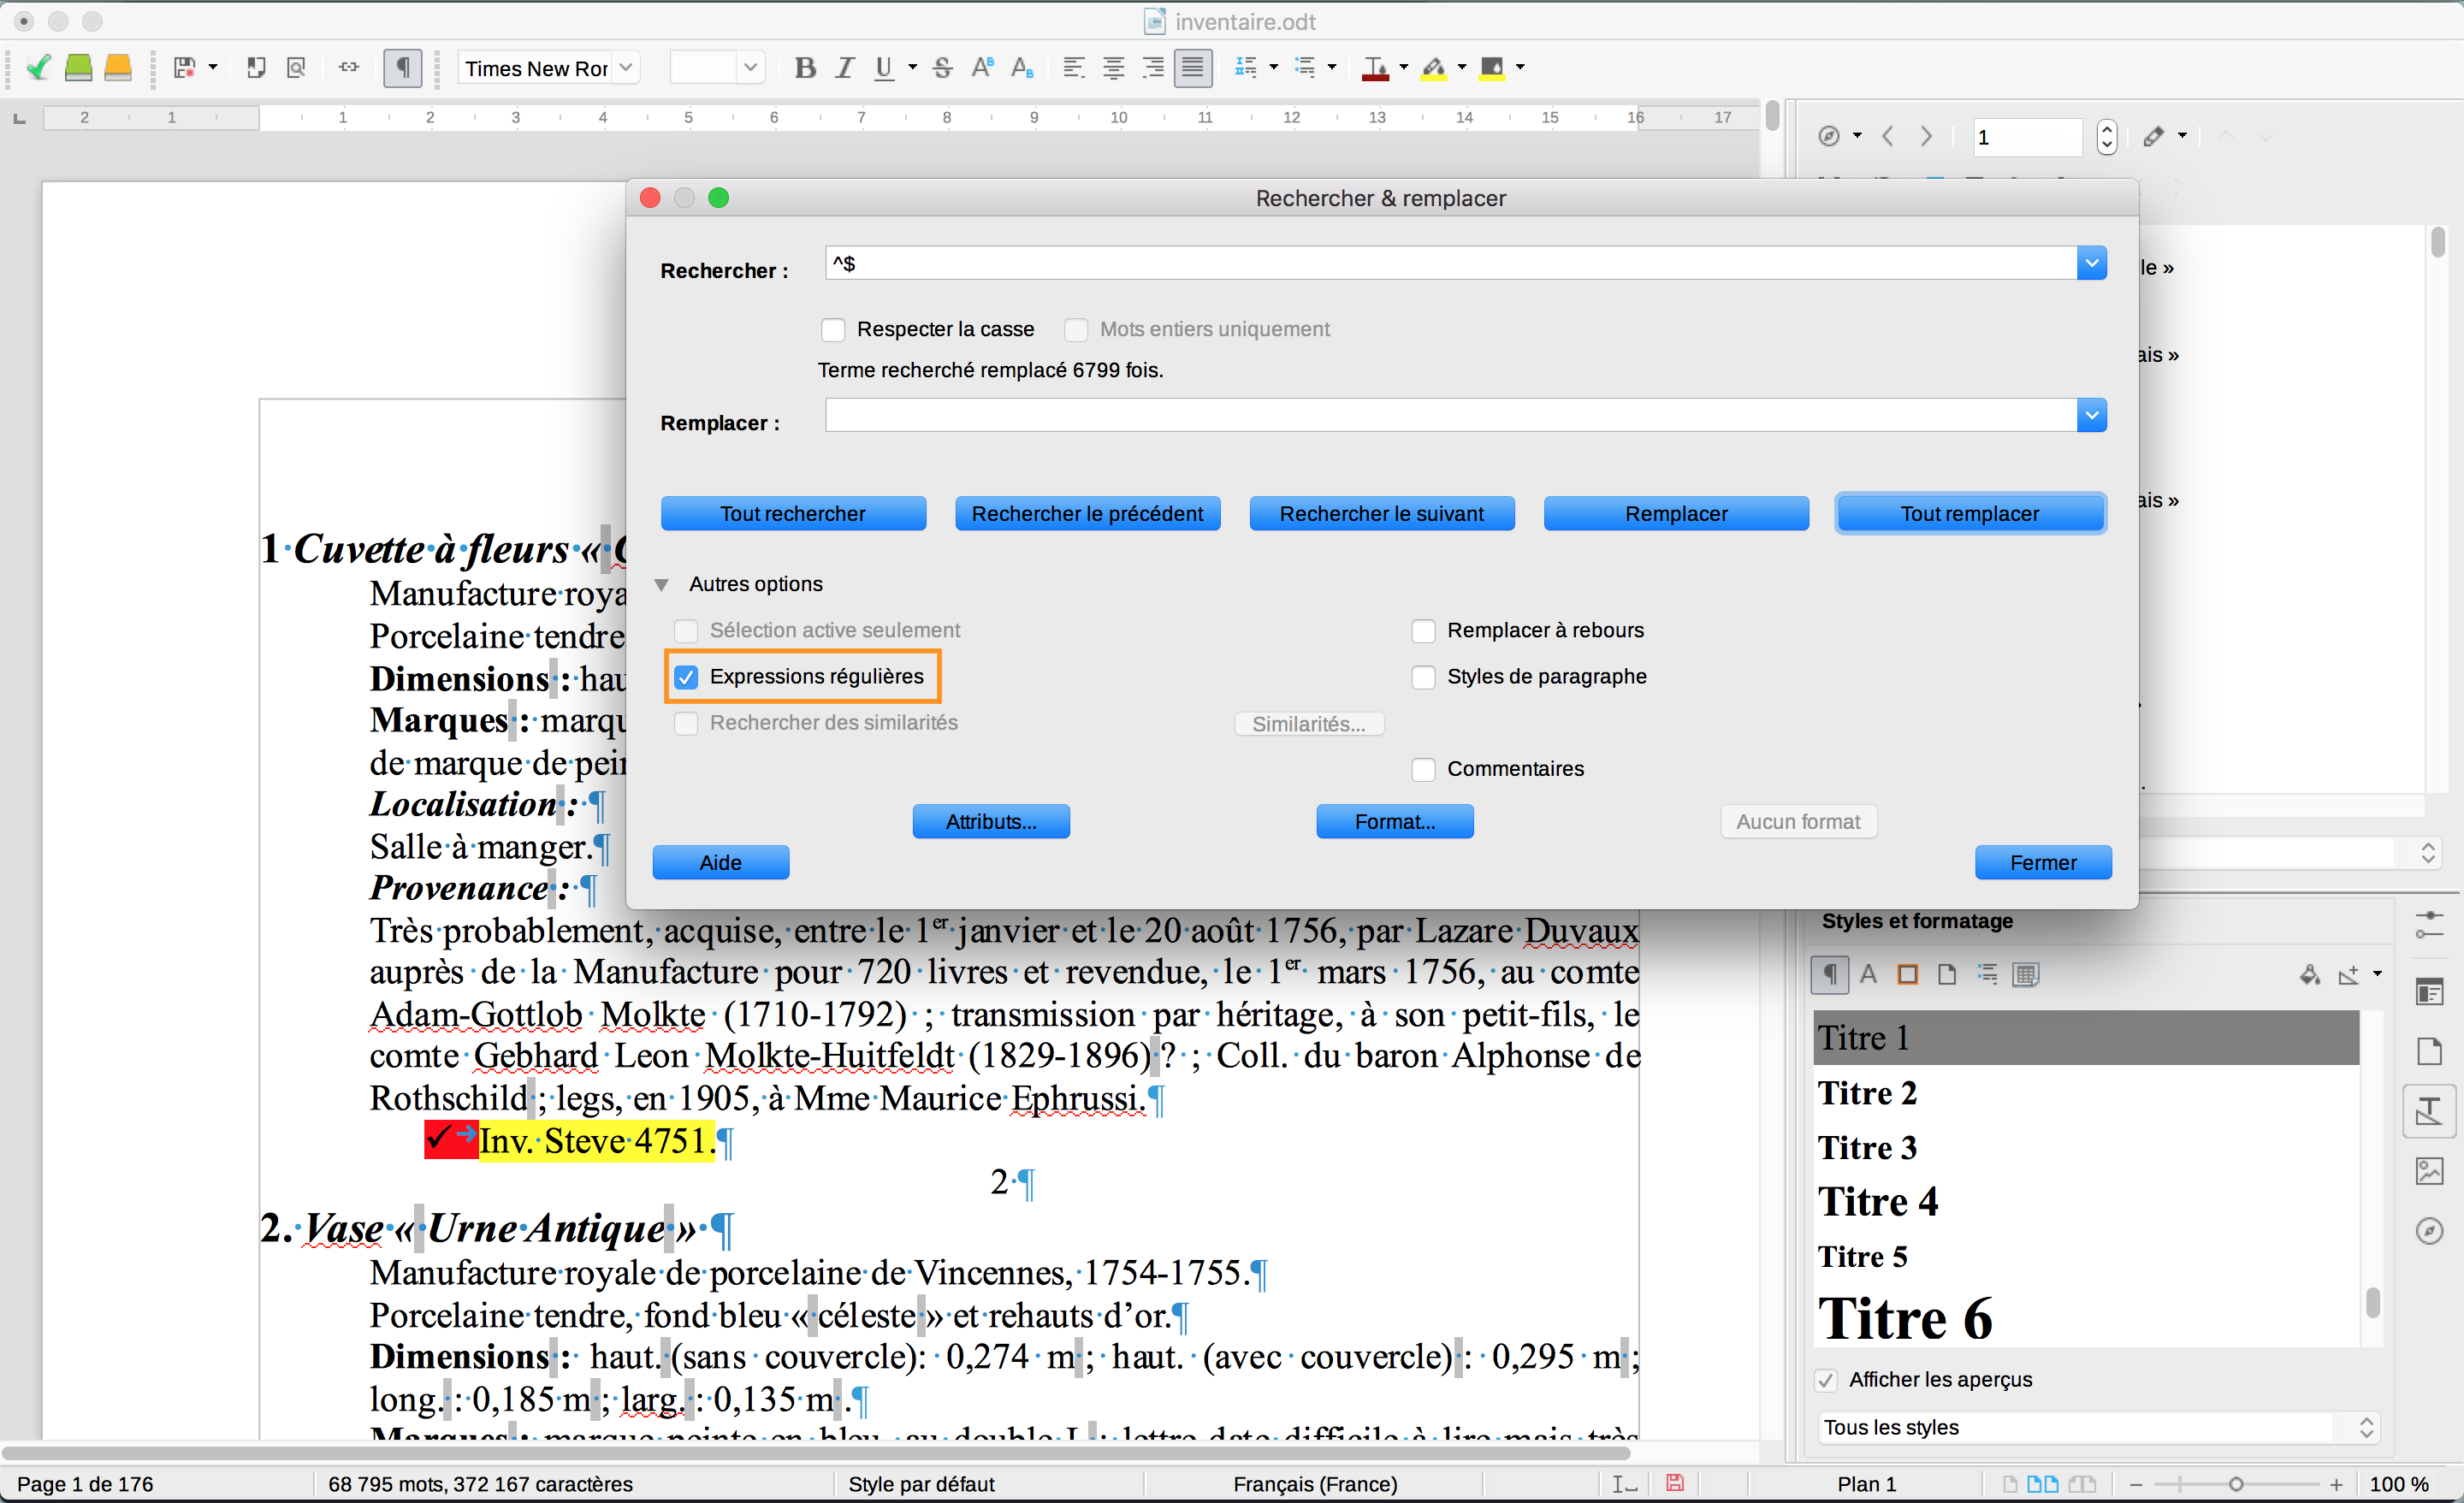 inventaire.odt
Times New Ror
2 1 1 2 3 4 5 6 7 8 9 10 11 12 13 14 15 16 17
1
Rechercher & remplacer
Rechercher : ^$
Respecter la casse Mots entiers uniquement
Terme recherché remplacé 6799 fois.
Remplacer :
Tout rechercher Rechercher le précédent Rechercher le suivant Remplacer Tout remplacer
Autres options
Sélection active seulement Remplacer à rebours
Expressions régulières Styles de paragraphe
Rechercher des similarités Similarités...
Commentaires
Attributs... Format... Aucun format
Aide Fermer
le »
ais »
ais »
1 Cuvette à fleurs «
Manufacture roya
Porcelaine tendre
Dimensions : hau
Marques : marqu
de marque de pein
Localisation : ¶
Salle à manger.¶
Provenance : ¶
Très probablement, acquise, entre le 1er janvier et le 20 août 1756, par Lazare Duvaux
auprès de la Manufacture pour 720 livres et revendue, le 1er mars 1756, au comte
Adam-Gottlob Molkte (1710-1792) ; transmission par héritage, à son petit-fils, le
comte Gebhard Leon Molkte-Huitfeldt (1829-1896) ? ; Coll. du baron Alphonse de
Rothschild ; legs, en 1905, à Mme Maurice Ephrussi.¶
✓→Inv. Steve 4751.¶
2 ¶
2. Vase « Urne Antique » ¶
Manufacture royale de porcelaine de Vincennes, 1754-1755.¶
Porcelaine tendre, fond bleu « céleste » et rehauts d’or.¶
Dimensions : haut. (sans couvercle): 0,274 m ; haut. (avec couvercle) : 0,295 m ;
long. : 0,185 m ; larg. : 0,135 m .¶
Marques : marque peinte en bleu, au double L ; lettre-date difficile à lire mais très
Styles et formatage
Titre 1
Titre 2
Titre 3
Titre 4
Titre 5
Titre 6
Afficher les aperçus
Tous les styles
Page 1 de 176 68 795 mots, 372 167 caractères Style par défaut Français (France) Plan 1 100 %